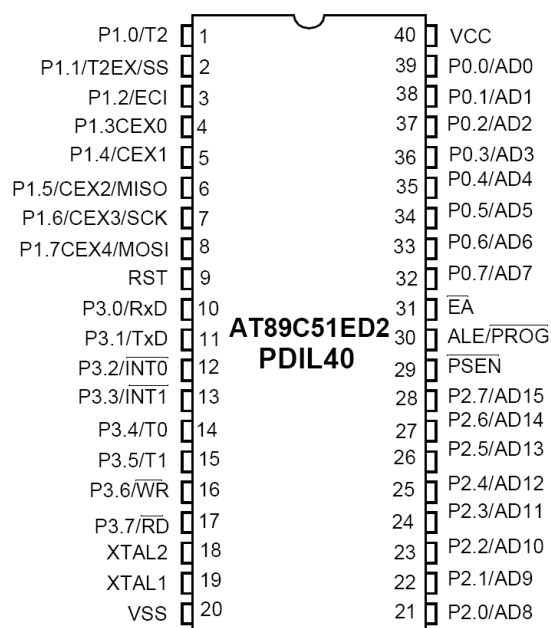 P1.0/T2 1 40 VCC
P1.1/T2EX/SS 2 39 P0.0/AD0
P1.2/ECI 3 38 P0.1/AD1
P1.3CEX0 4 37 P0.2/AD2
P1.4/CEX1 5 36 P0.3/AD3
P1.5/CEX2/MISO 6 35 P0.4/AD4
P1.6/CEX3/SCK 7 34 P0.5/AD5
P1.7CEX4/MOSI 8 33 P0.6/AD6
RST 9 32 P0.7/AD7
P3.0/RxD 10 31 EA
P3.1/TxD 11 AT89C51ED2 30 ALE/PROG
P3.2/INT0 12 PDIL40 29 PSEN
P3.3/INT1 13 28 P2.7/AD15
P3.4/T0 14 27 P2.6/AD14
P3.5/T1 15 26 P2.5/AD13
P3.6/WR 16 25 P2.4/AD12
P3.7/RD 17 24 P2.3/AD11
XTAL2 18 23 P2.2/AD10
XTAL1 19 22 P2.1/AD9
VSS 20 21 P2.0/AD8